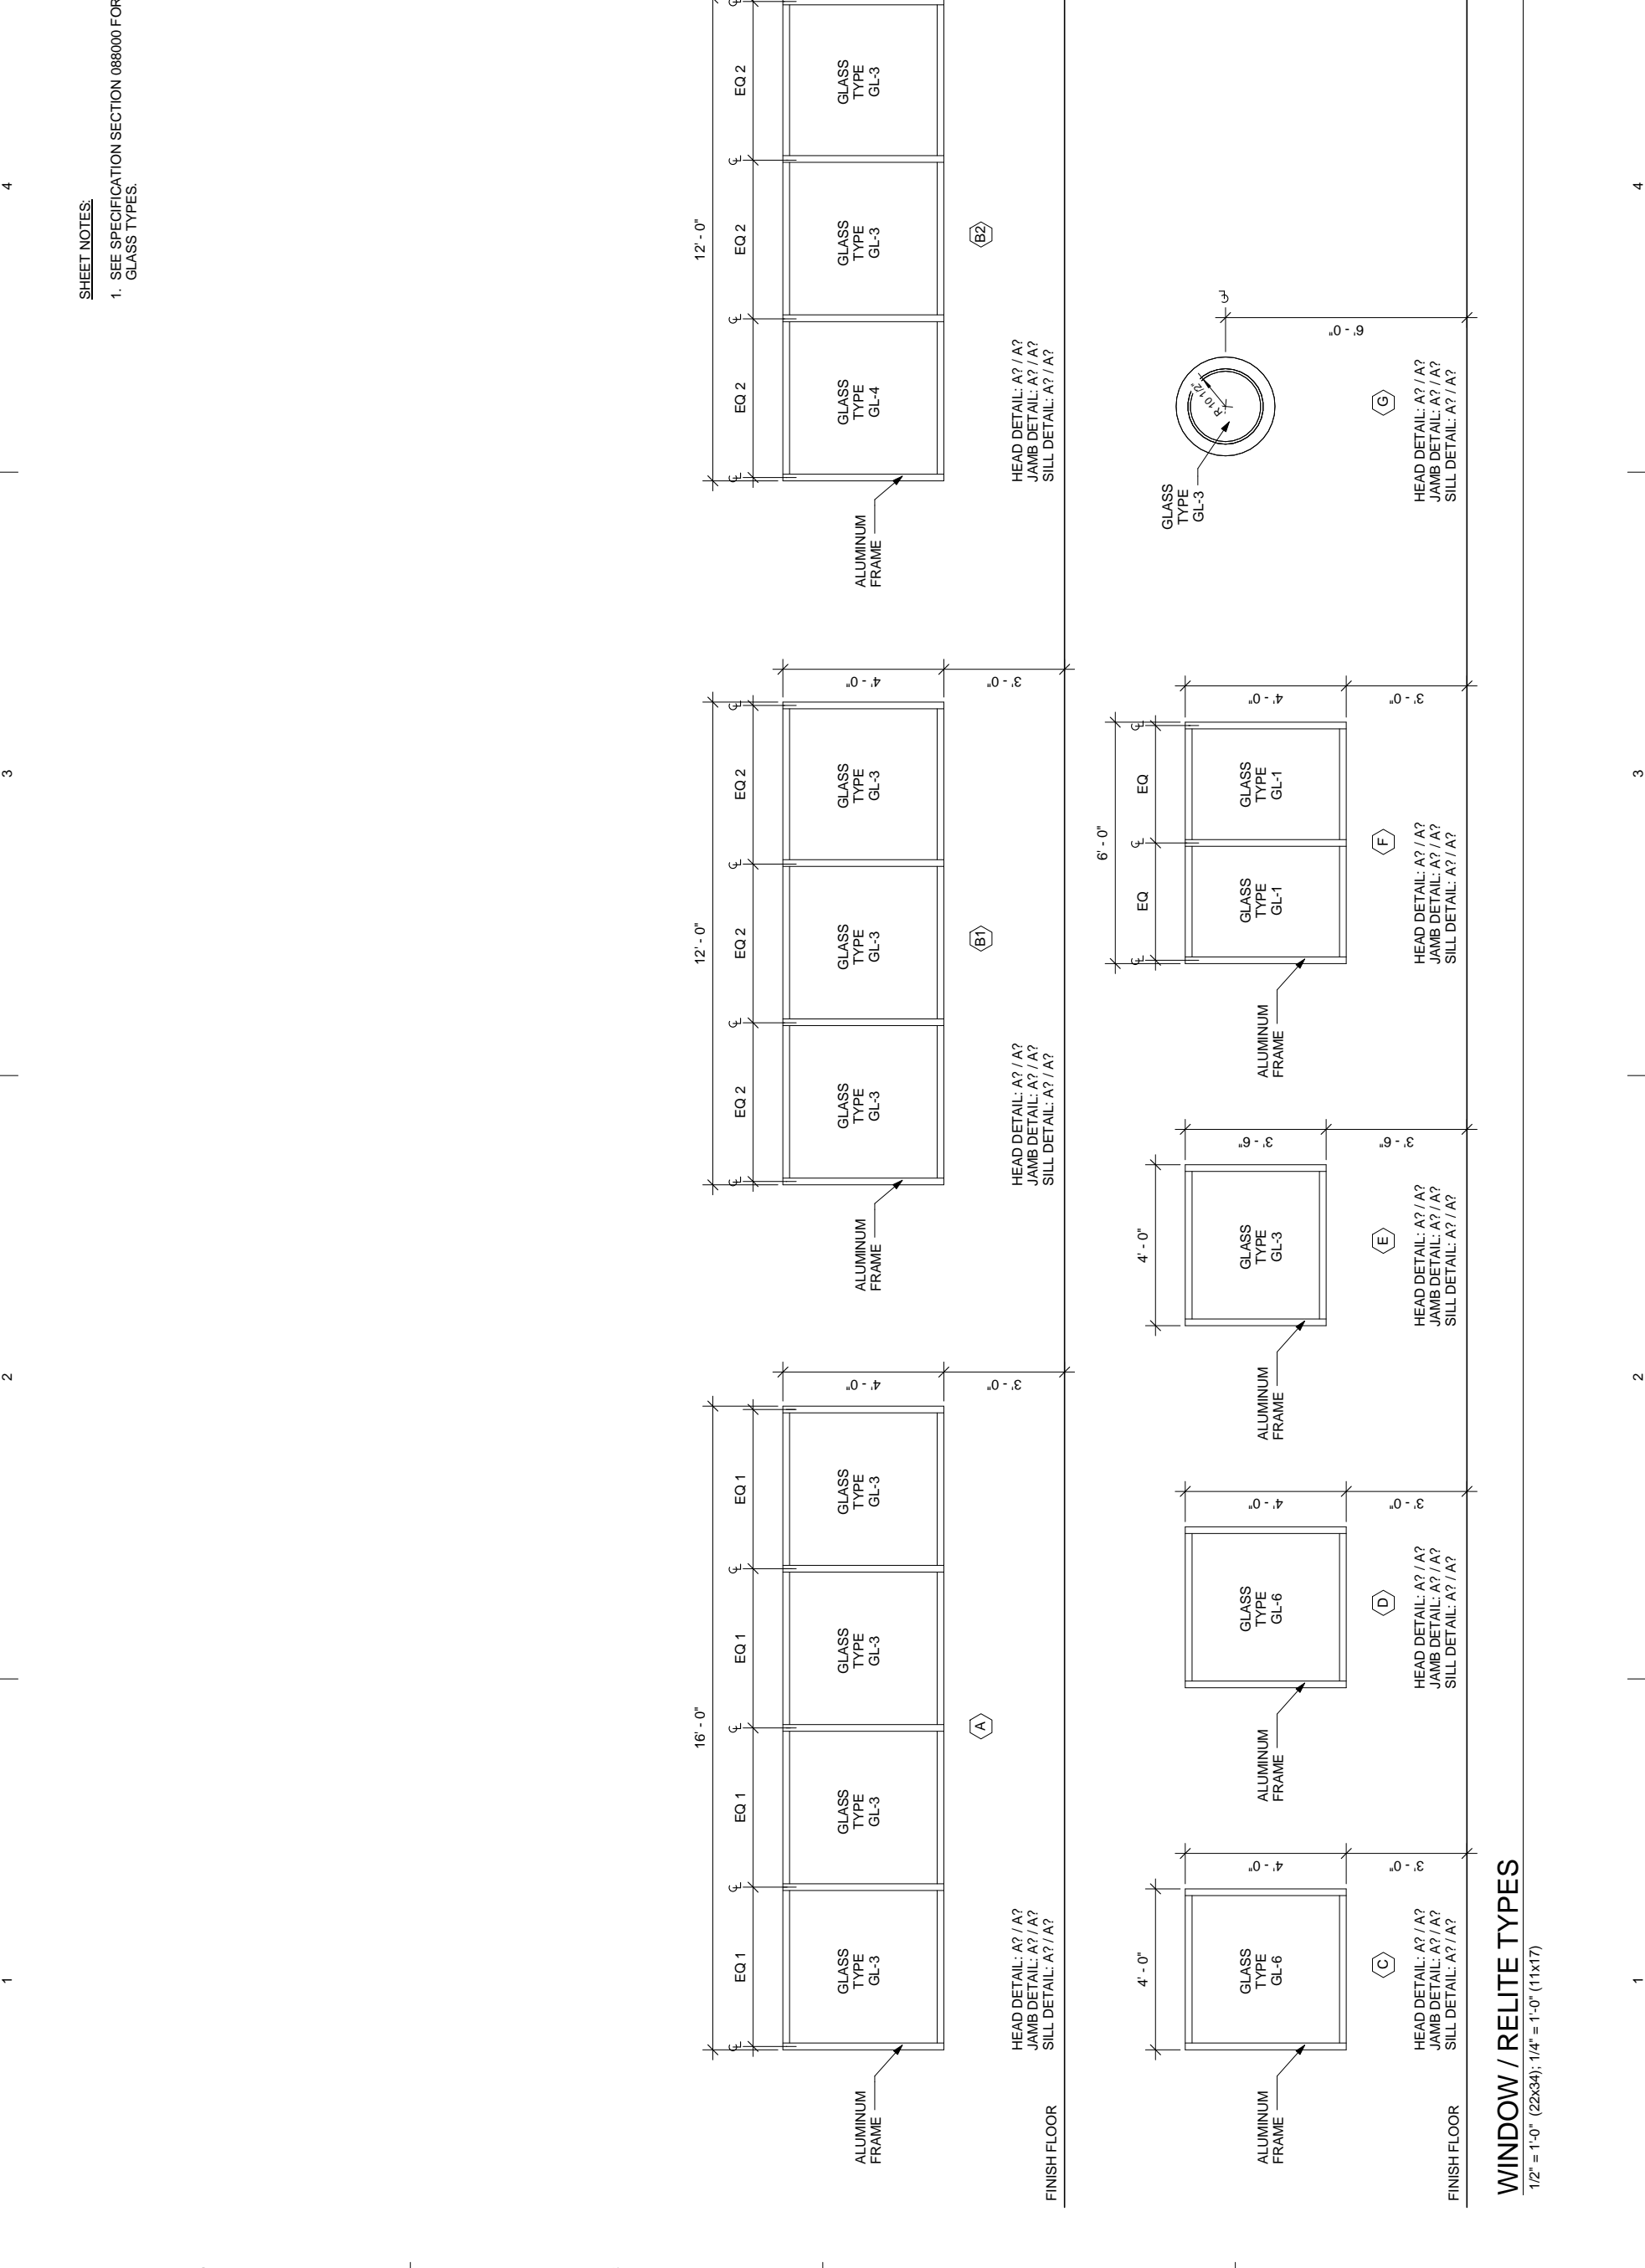 SHEET NOTES:
1. SEE SPECIFICATION SECTION 088000 FOR
GLASS TYPES.
16' - 0"
EQ 1
EQ 1
EQ 1
EQ 1
GLASS
TYPE
GL-3
GLASS
TYPE
GL-3
GLASS
TYPE
GL-3
GLASS
TYPE
GL-3
4' - 0"
3' - 0"
ALUMINUM
FRAME
A
HEAD DETAIL: A? / A?
JAMB DETAIL: A? / A?
SILL DETAIL: A? / A?
12' - 0"
EQ 2
EQ 2
EQ 2
GLASS
TYPE
GL-3
GLASS
TYPE
GL-3
GLASS
TYPE
GL-3
4' - 0"
3' - 0"
ALUMINUM
FRAME
B1
HEAD DETAIL: A? / A?
JAMB DETAIL: A? / A?
SILL DETAIL: A? / A?
12' - 0"
EQ 2
EQ 2
EQ 2
GLASS
TYPE
GL-4
GLASS
TYPE
GL-3
GLASS
TYPE
GL-3
ALUMINUM
FRAME
B2
HEAD DETAIL: A? / A?
JAMB DETAIL: A? / A?
SILL DETAIL: A? / A?
FINISH FLOOR
4' - 0"
GLASS
TYPE
GL-6
4' - 0"
3' - 0"
ALUMINUM
FRAME
C
HEAD DETAIL: A? / A?
JAMB DETAIL: A? / A?
SILL DETAIL: A? / A?
GLASS
TYPE
GL-6
4' - 0"
3' - 0"
ALUMINUM
FRAME
D
HEAD DETAIL: A? / A?
JAMB DETAIL: A? / A?
SILL DETAIL: A? / A?
4' - 0"
GLASS
TYPE
GL-3
3' - 6"
3' - 6"
ALUMINUM
FRAME
E
HEAD DETAIL: A? / A?
JAMB DETAIL: A? / A?
SILL DETAIL: A? / A?
6' - 0"
EQ
EQ
GLASS
TYPE
GL-1
GLASS
TYPE
GL-1
4' - 0"
3' - 0"
ALUMINUM
FRAME
F
HEAD DETAIL: A? / A?
JAMB DETAIL: A? / A?
SILL DETAIL: A? / A?
R 10 1/2"
GLASS
TYPE
GL-3
6' - 0"
G
HEAD DETAIL: A? / A?
JAMB DETAIL: A? / A?
SILL DETAIL: A? / A?
FINISH FLOOR
WINDOW / RELITE TYPES
1/2" = 1'-0" (22x34); 1/4" = 1'-0" (11x17)
1
2
3
4
1
2
3
4